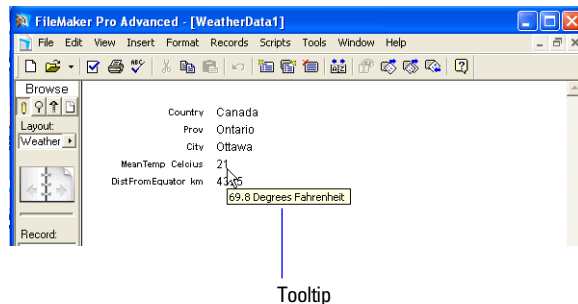 FileMaker Pro Advanced - [WeatherData1]
File Edit View Insert Format Records Scripts Tools Window Help
Browse
Layout:
Weather
Record:
Country Canada
Prov Ontario
City Ottawa
MeanTemp Celcius 21
DistFromEquator km
69.8 Degrees Fahrenheit
Tooltip